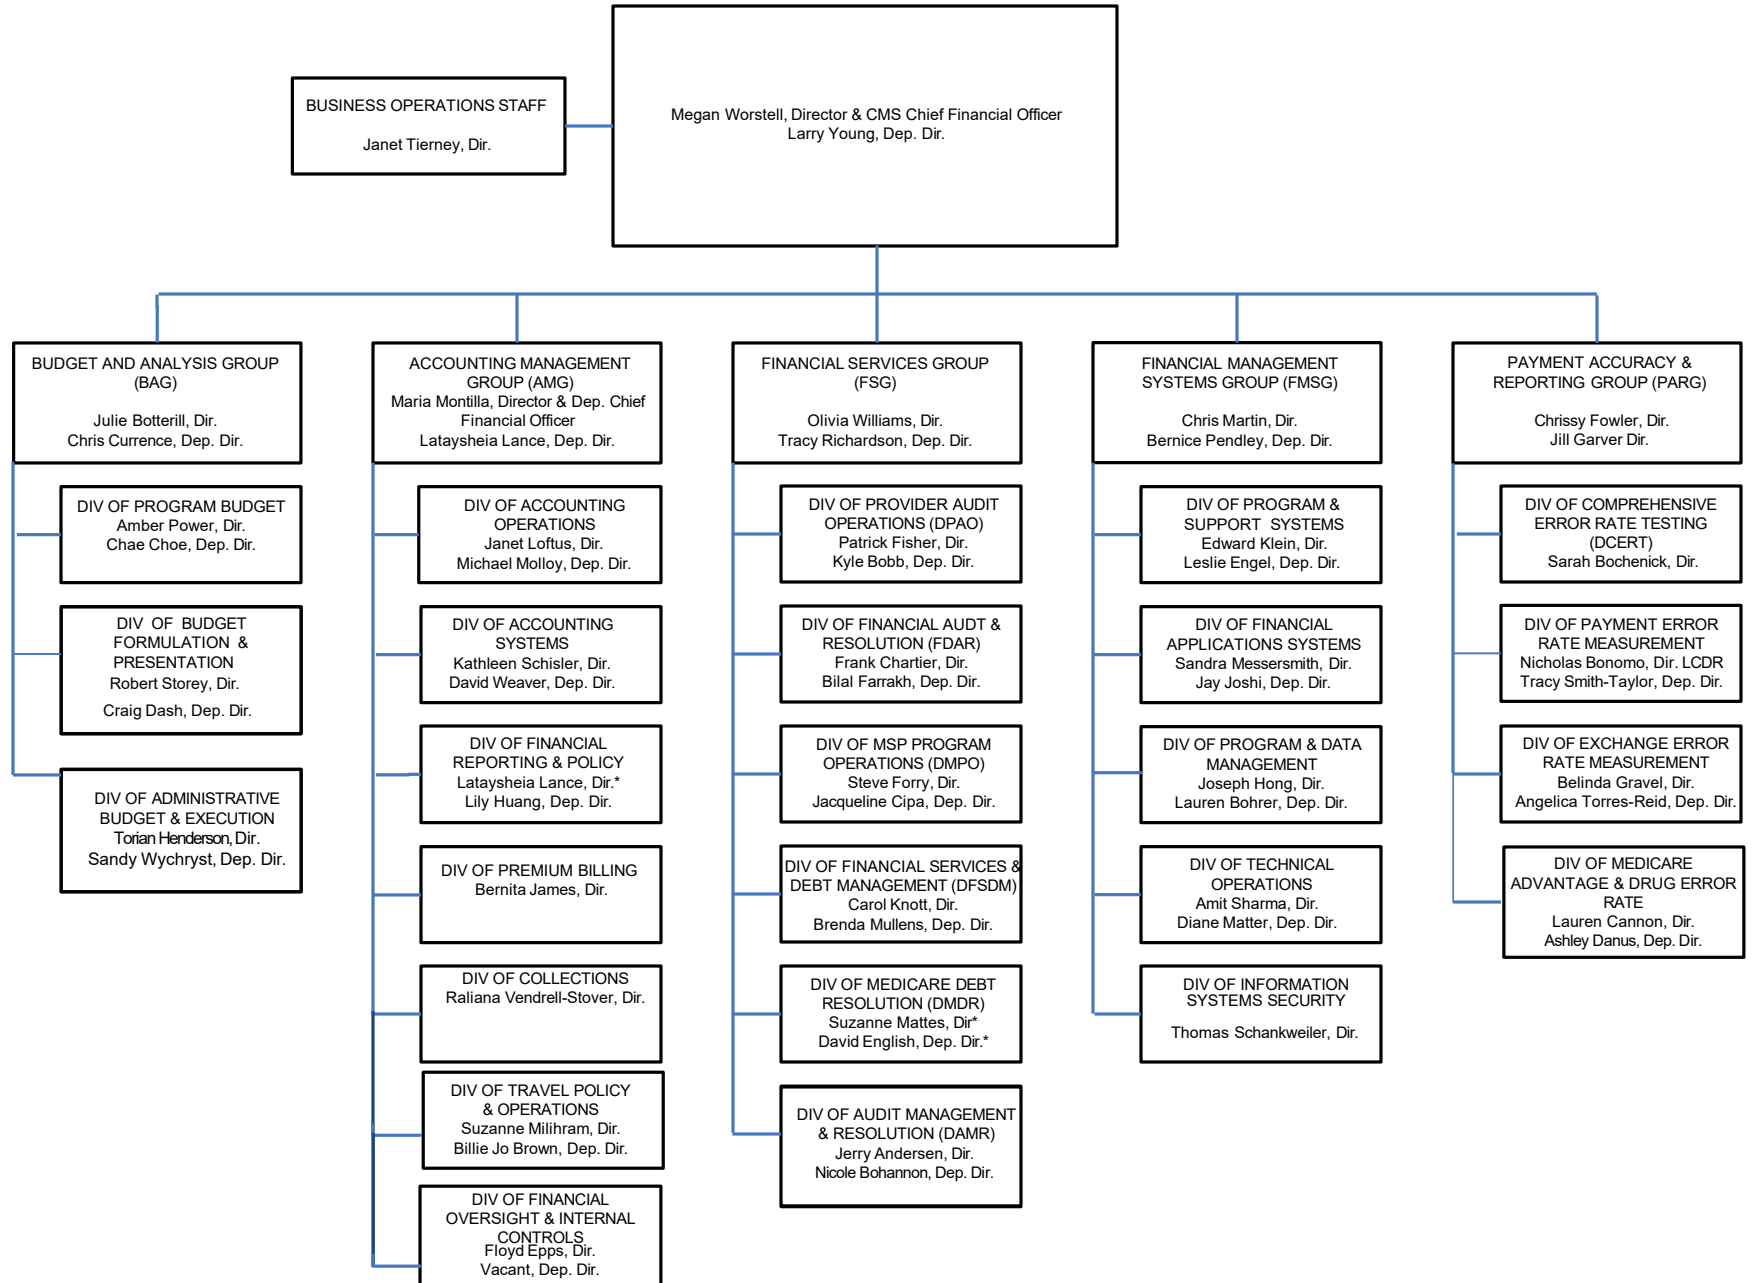 BUSINESS OPERATIONS STAFF
Janet Tierney, Dir.
Megan Worstell, Director & CMS Chief Financial Officer
Larry Young, Dep. Dir.
BUDGET AND ANALYSIS GROUP
(BAG)
Julie Botterill, Dir.
Chris Currence, Dep. Dir.
DIV OF PROGRAM BUDGET
Amber Power, Dir.
Chae Choe, Dep. Dir.
DIV OF BUDGET
FORMULATION &
PRESENTATION
Robert Storey, Dir.
Craig Dash, Dep. Dir.
DIV OF ADMINISTRATIVE
BUDGET & EXECUTION
Torian Henderson, Dir.
Sandy Wychryst, Dep. Dir.
ACCOUNTING MANAGEMENT
GROUP (AMG)
Maria Montilla, Director & Dep. Chief
Financial Officer
Lataysheia Lance, Dep. Dir.
DIV OF ACCOUNTING
OPERATIONS
Janet Loftus, Dir.
Michael Molloy, Dep. Dir.
DIV OF ACCOUNTING
SYSTEMS
Kathleen Schisler, Dir.
David Weaver, Dep. Dir.
DIV OF FINANCIAL
REPORTING & POLICY
Lataysheia Lance, Dir.*
Lily Huang, Dep. Dir.
DIV OF PREMIUM BILLING
Bernita James, Dir.
DIV OF COLLECTIONS
Raliana Vendrell-Stover, Dir.
DIV OF TRAVEL POLICY
& OPERATIONS
Suzanne Milihram, Dir.
Billie Jo Brown, Dep. Dir.
DIV OF FINANCIAL
OVERSIGHT & INTERNAL
CONTROLS
Floyd Epps, Dir.
Vacant, Dep. Dir.
FINANCIAL SERVICES GROUP
(FSG)
Olivia Williams, Dir.
Tracy Richardson, Dep. Dir.
DIV OF PROVIDER AUDIT
OPERATIONS (DPAO)
Patrick Fisher, Dir.
Kyle Bobb, Dep. Dir.
DIV OF FINANCIAL AUDT &
RESOLUTION (FDAR)
Frank Chartier, Dir.
Bilal Farrakh, Dep. Dir.
DIV OF MSP PROGRAM
OPERATIONS (DMPO)
Steve Forry, Dir.
Jacqueline Cipa, Dep. Dir.
DIV OF FINANCIAL SERVICES &
DEBT MANAGEMENT (DFSDM)
Carol Knott, Dir.
Brenda Mullens, Dep. Dir.
DIV OF MEDICARE DEBT
RESOLUTION (DMDR)
Suzanne Mattes, Dir*
David English, Dep. Dir.*
DIV OF AUDIT MANAGEMENT
& RESOLUTION (DAMR)
Jerry Andersen, Dir.
Nicole Bohannon, Dep. Dir.
FINANCIAL MANAGEMENT
SYSTEMS GROUP (FMSG)
Chris Martin, Dir.
Bernice Pendley, Dep. Dir.
DIV OF PROGRAM &
SUPPORT SYSTEMS
Edward Klein, Dir.
Leslie Engel, Dep. Dir.
DIV OF FINANCIAL
APPLICATIONS SYSTEMS
Sandra Messersmith, Dir.
Jay Joshi, Dep. Dir.
DIV OF PROGRAM & DATA
MANAGEMENT
Joseph Hong, Dir.
Lauren Bohrer, Dep. Dir.
DIV OF TECHNICAL
OPERATIONS
Amit Sharma, Dir.
Diane Matter, Dep. Dir.
DIV OF INFORMATION
SYSTEMS SECURITY
Thomas Schankweiler, Dir.
PAYMENT ACCURACY &
REPORTING GROUP (PARG)
Chrissy Fowler, Dir.
Jill Garver Dir.
DIV OF COMPREHENSIVE
ERROR RATE TESTING
(DCERT)
Sarah Bochenick, Dir.
DIV OF PAYMENT ERROR
RATE MEASUREMENT
Nicholas Bonomo, Dir. LCDR
Tracy Smith-Taylor, Dep. Dir.
DIV OF EXCHANGE ERROR
RATE MEASUREMENT
Belinda Gravel, Dir.
Angelica Torres-Reid, Dep. Dir.
DIV OF MEDICARE
ADVANTAGE & DRUG ERROR
RATE
Lauren Cannon, Dir.
Ashley Danus, Dep. Dir.